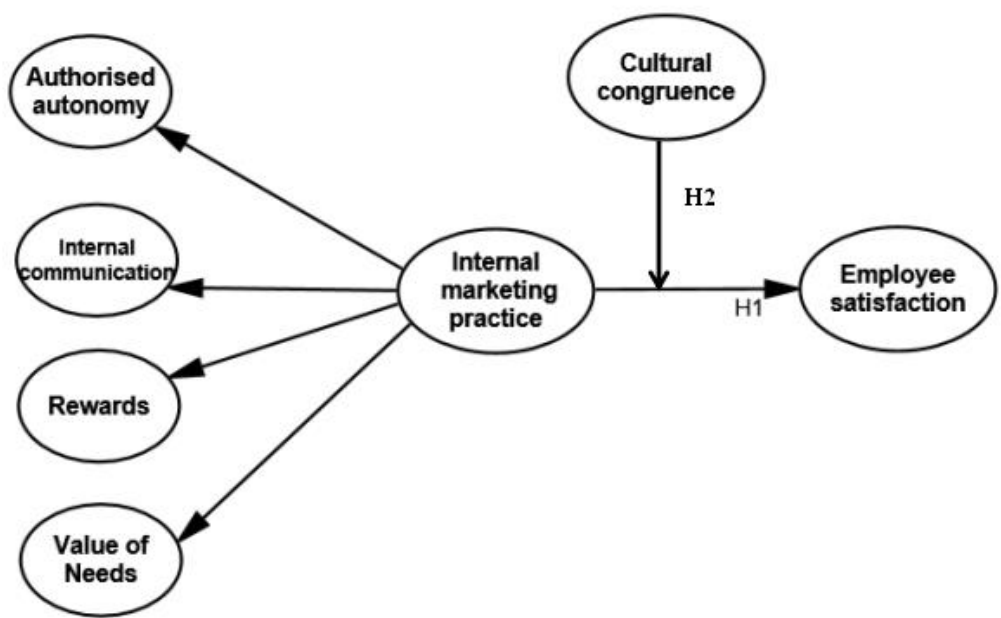 Authorised
autonomy
Cultural
congruence
H2
Internal
communication
Internal
marketing
practice
H1
Employee
satisfaction
Rewards
Value of
Needs